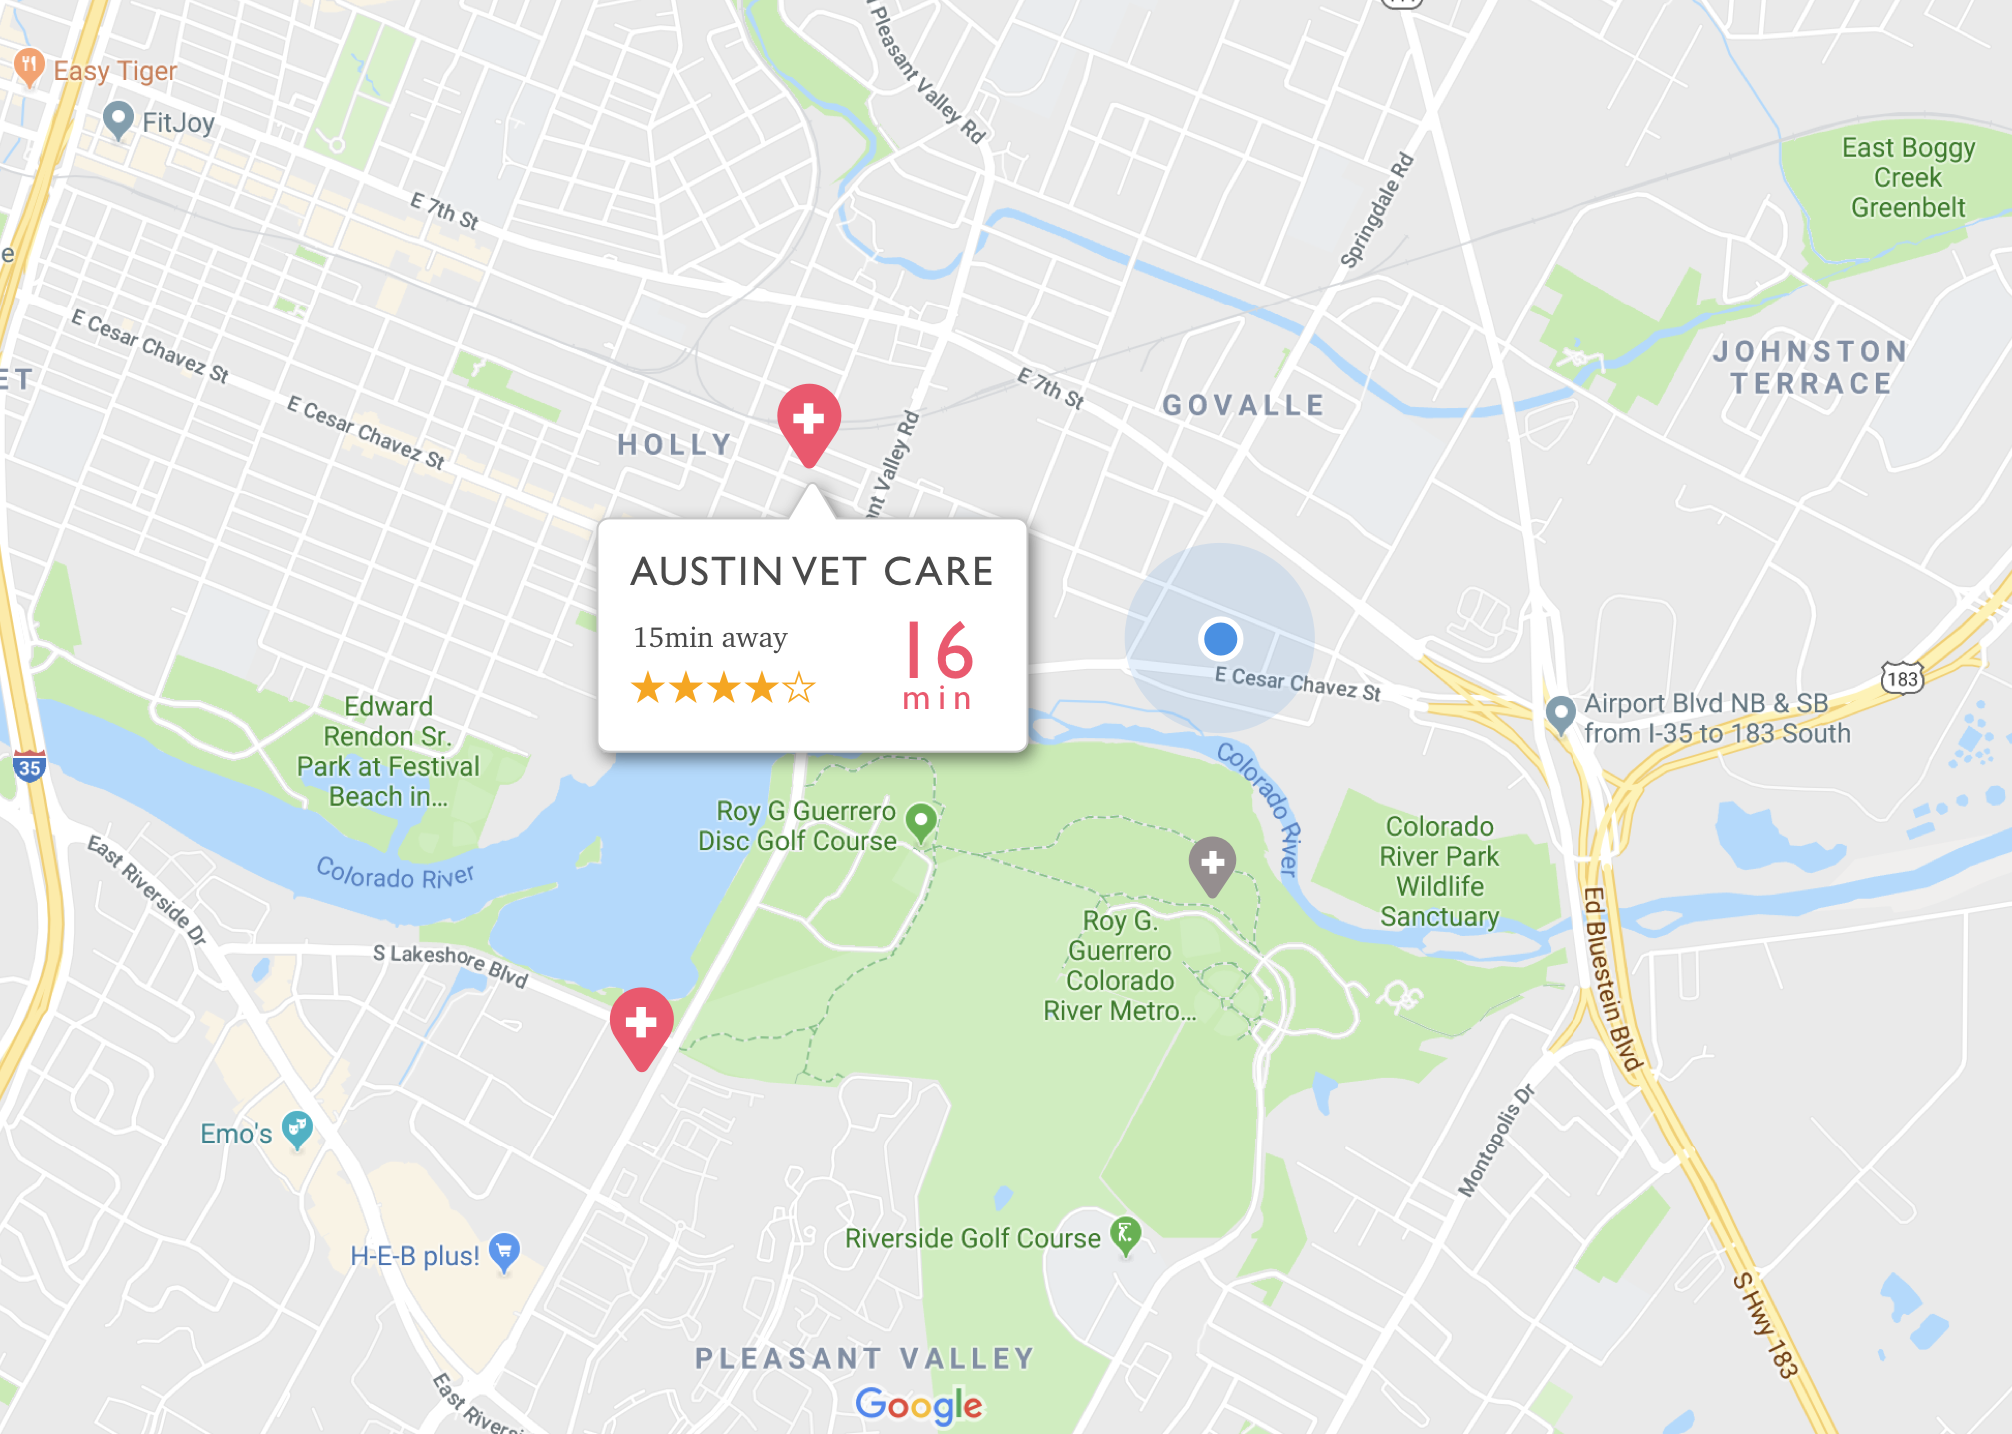 Pleasant Valley Rd
Easy Tiger
FitJoy
East Boggy
Creek
Greenbelt
E 7th St
Springdale Rd
E Cesar Chavez St
JOHNSTON
TERRACE
E 7th St
GOVALLE
E Cesar Chavez St
HOLLY
Valley Rd
AUSTIN VET CARE
15min away
16
min
E Cesar Chavez St
183
Airport Blvd NB & SB
from I-35 to 183 South
Edward
Rendon Sr.
Park at Festival
Beach in...
35
Colorado River
Roy G Guerrero
Disc Golf Course
Colorado
River Park
Wildlife
Sanctuary
East Riverside Dr
Colorado River
Ed Bluestein Blvd
Roy G.
Guerrero
Colorado
River Metro...
S Lakeshore Blvd
Emo's
Montopolis Dr
Riverside Golf Course
H-E-B plus!
S Hwy 183
PLEASANT VALLEY
East
Google